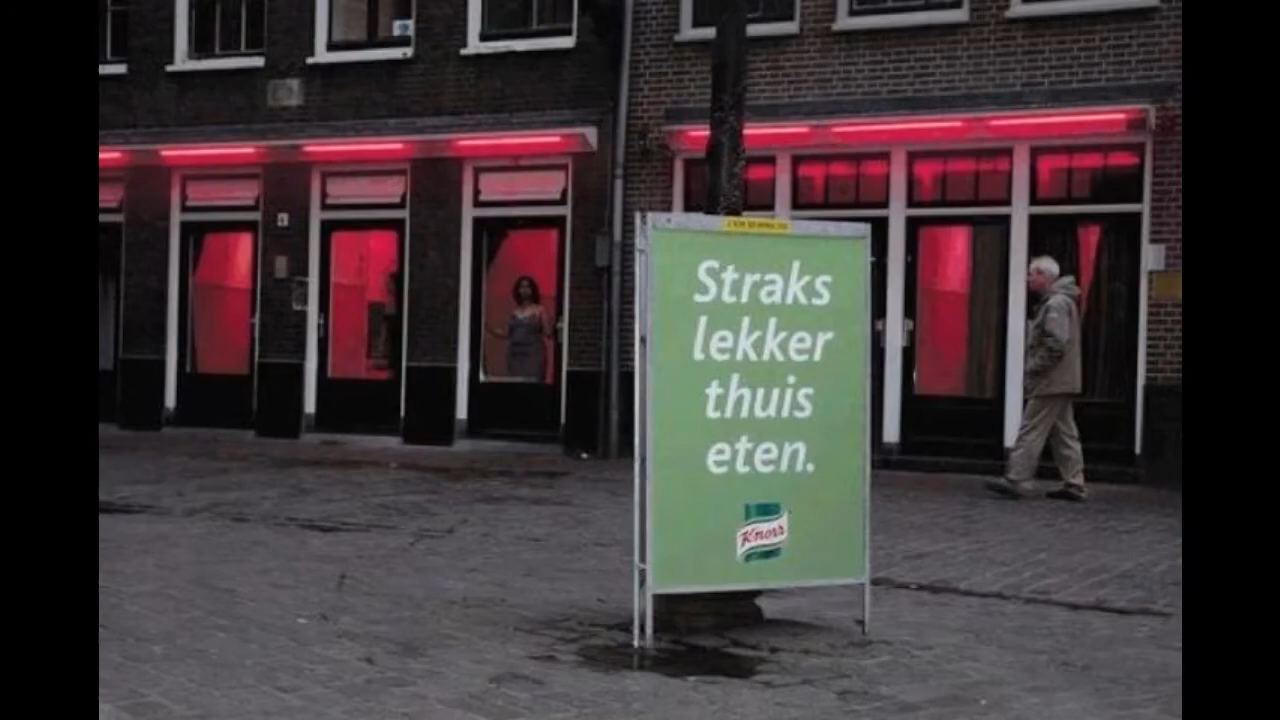 Straks
lekker
thuis
eten.
Knorr